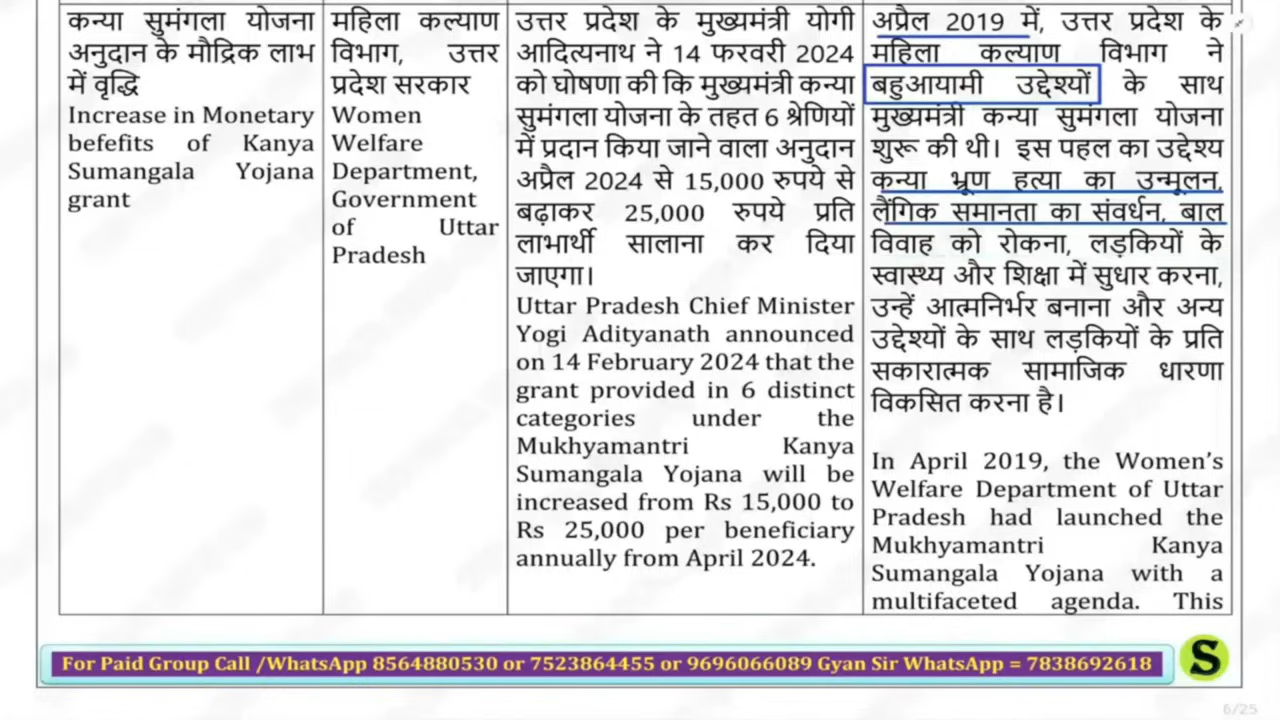 कन्या सुमंगला योजना
अनुदान के मौद्रिक लाभ
में वृद्धि
Increase in Monetary
befefits of Kanya
Sumangala Yojana
grant
महिला कल्याण
विभाग, उत्तर
प्रदेश सरकार
Women
Welfare
Department,
Government
of Uttar
Pradesh
उत्तर प्रदेश के मुख्यमंत्री योगी
आदित्यनाथ ने 14 फरवरी 2024
को घोषणा की कि मुख्यमंत्री कन्या
सुमंगला योजना के तहत 6 श्रेणियों
में प्रदान किया जाने वाला अनुदान
अप्रैल 2024 से 15,000 रुपये से
बढ़ाकर 25,000 रुपये प्रति
लाभार्थी सालाना कर दिया
जाएगा।
Uttar Pradesh Chief Minister
Yogi Adityanath announced
on 14 February 2024 that the
grant provided in 6 distinct
categories under the
Mukhyamantri Kanya
Sumangala Yojana will be
increased from Rs 15,000 to
Rs 25,000 per beneficiary
annually from April 2024.
अप्रैल 2019 में, उत्तर प्रदेश के
महिला कल्याण विभाग ने
बहुआयामी उद्देश्यों के साथ
मुख्यमंत्री कन्या सुमंगला योजना
शुरू की थी। इस पहल का उद्देश्य
कन्या भ्रूण हत्या का उन्मूलन,
लैंगिक समानता का संवर्धन, बाल
विवाह को रोकना, लड़कियों के
स्वास्थ्य और शिक्षा में सुधार करना,
उन्हें आत्मनिर्भर बनाना और अन्य
उद्देश्यों के साथ लड़कियों के प्रति
सकारात्मक सामाजिक धारणा
विकसित करना है।
In April 2019, the Women's
Welfare Department of Uttar
Pradesh had launched the
Mukhyamantri Kanya
Sumangala Yojana with a
multifaceted agenda. This
For Paid Group Call /WhatsApp 8564880530 or 7523864455 or 9696066089 Gyan Sir WhatsApp = 7838692618
S
6/25